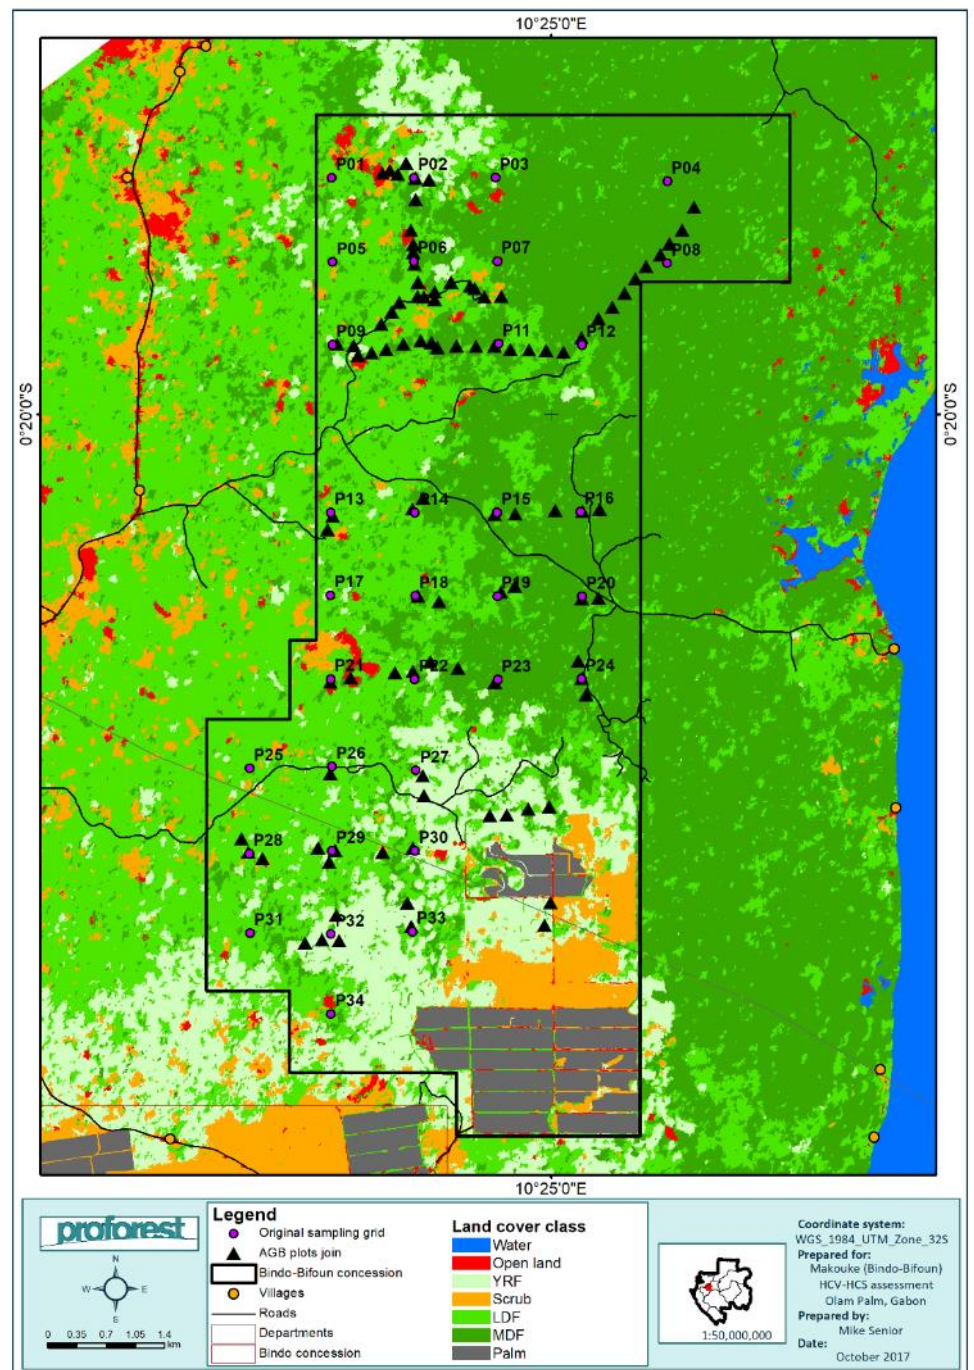 10°25'0"E
P01 P02 P03 P04
P05 P06 P07 P08
P09 P11 P12
0°20'0"S 0°20'0"S
P13 P14 P15 P16
P17 P18 P19 P20
P21 P22 P23 P24
P25 P26 P27
P28 P29 P30
P31 P32 P33
P34
10°25'0"E
proforest
N
W E
S
0 0.35 0.7 1.05 1.4
km
Legend
Original sampling grid
AGB plots join
Bindo-Bifoun concession
Villages
Roads
Departments
Bindo concession
Land cover class
Water
Open land
YRF
Scrub
LDF
MDF
Palm
1:50,000,000
Coordinate system:
WGS_1984_UTM_Zone_32S
Prepared for:
Makouke (Bindo-Bifoun)
HCV-HCS assessment
Olam Palm, Gabon
Prepared by:
Mike Senior
Date:
October 2017